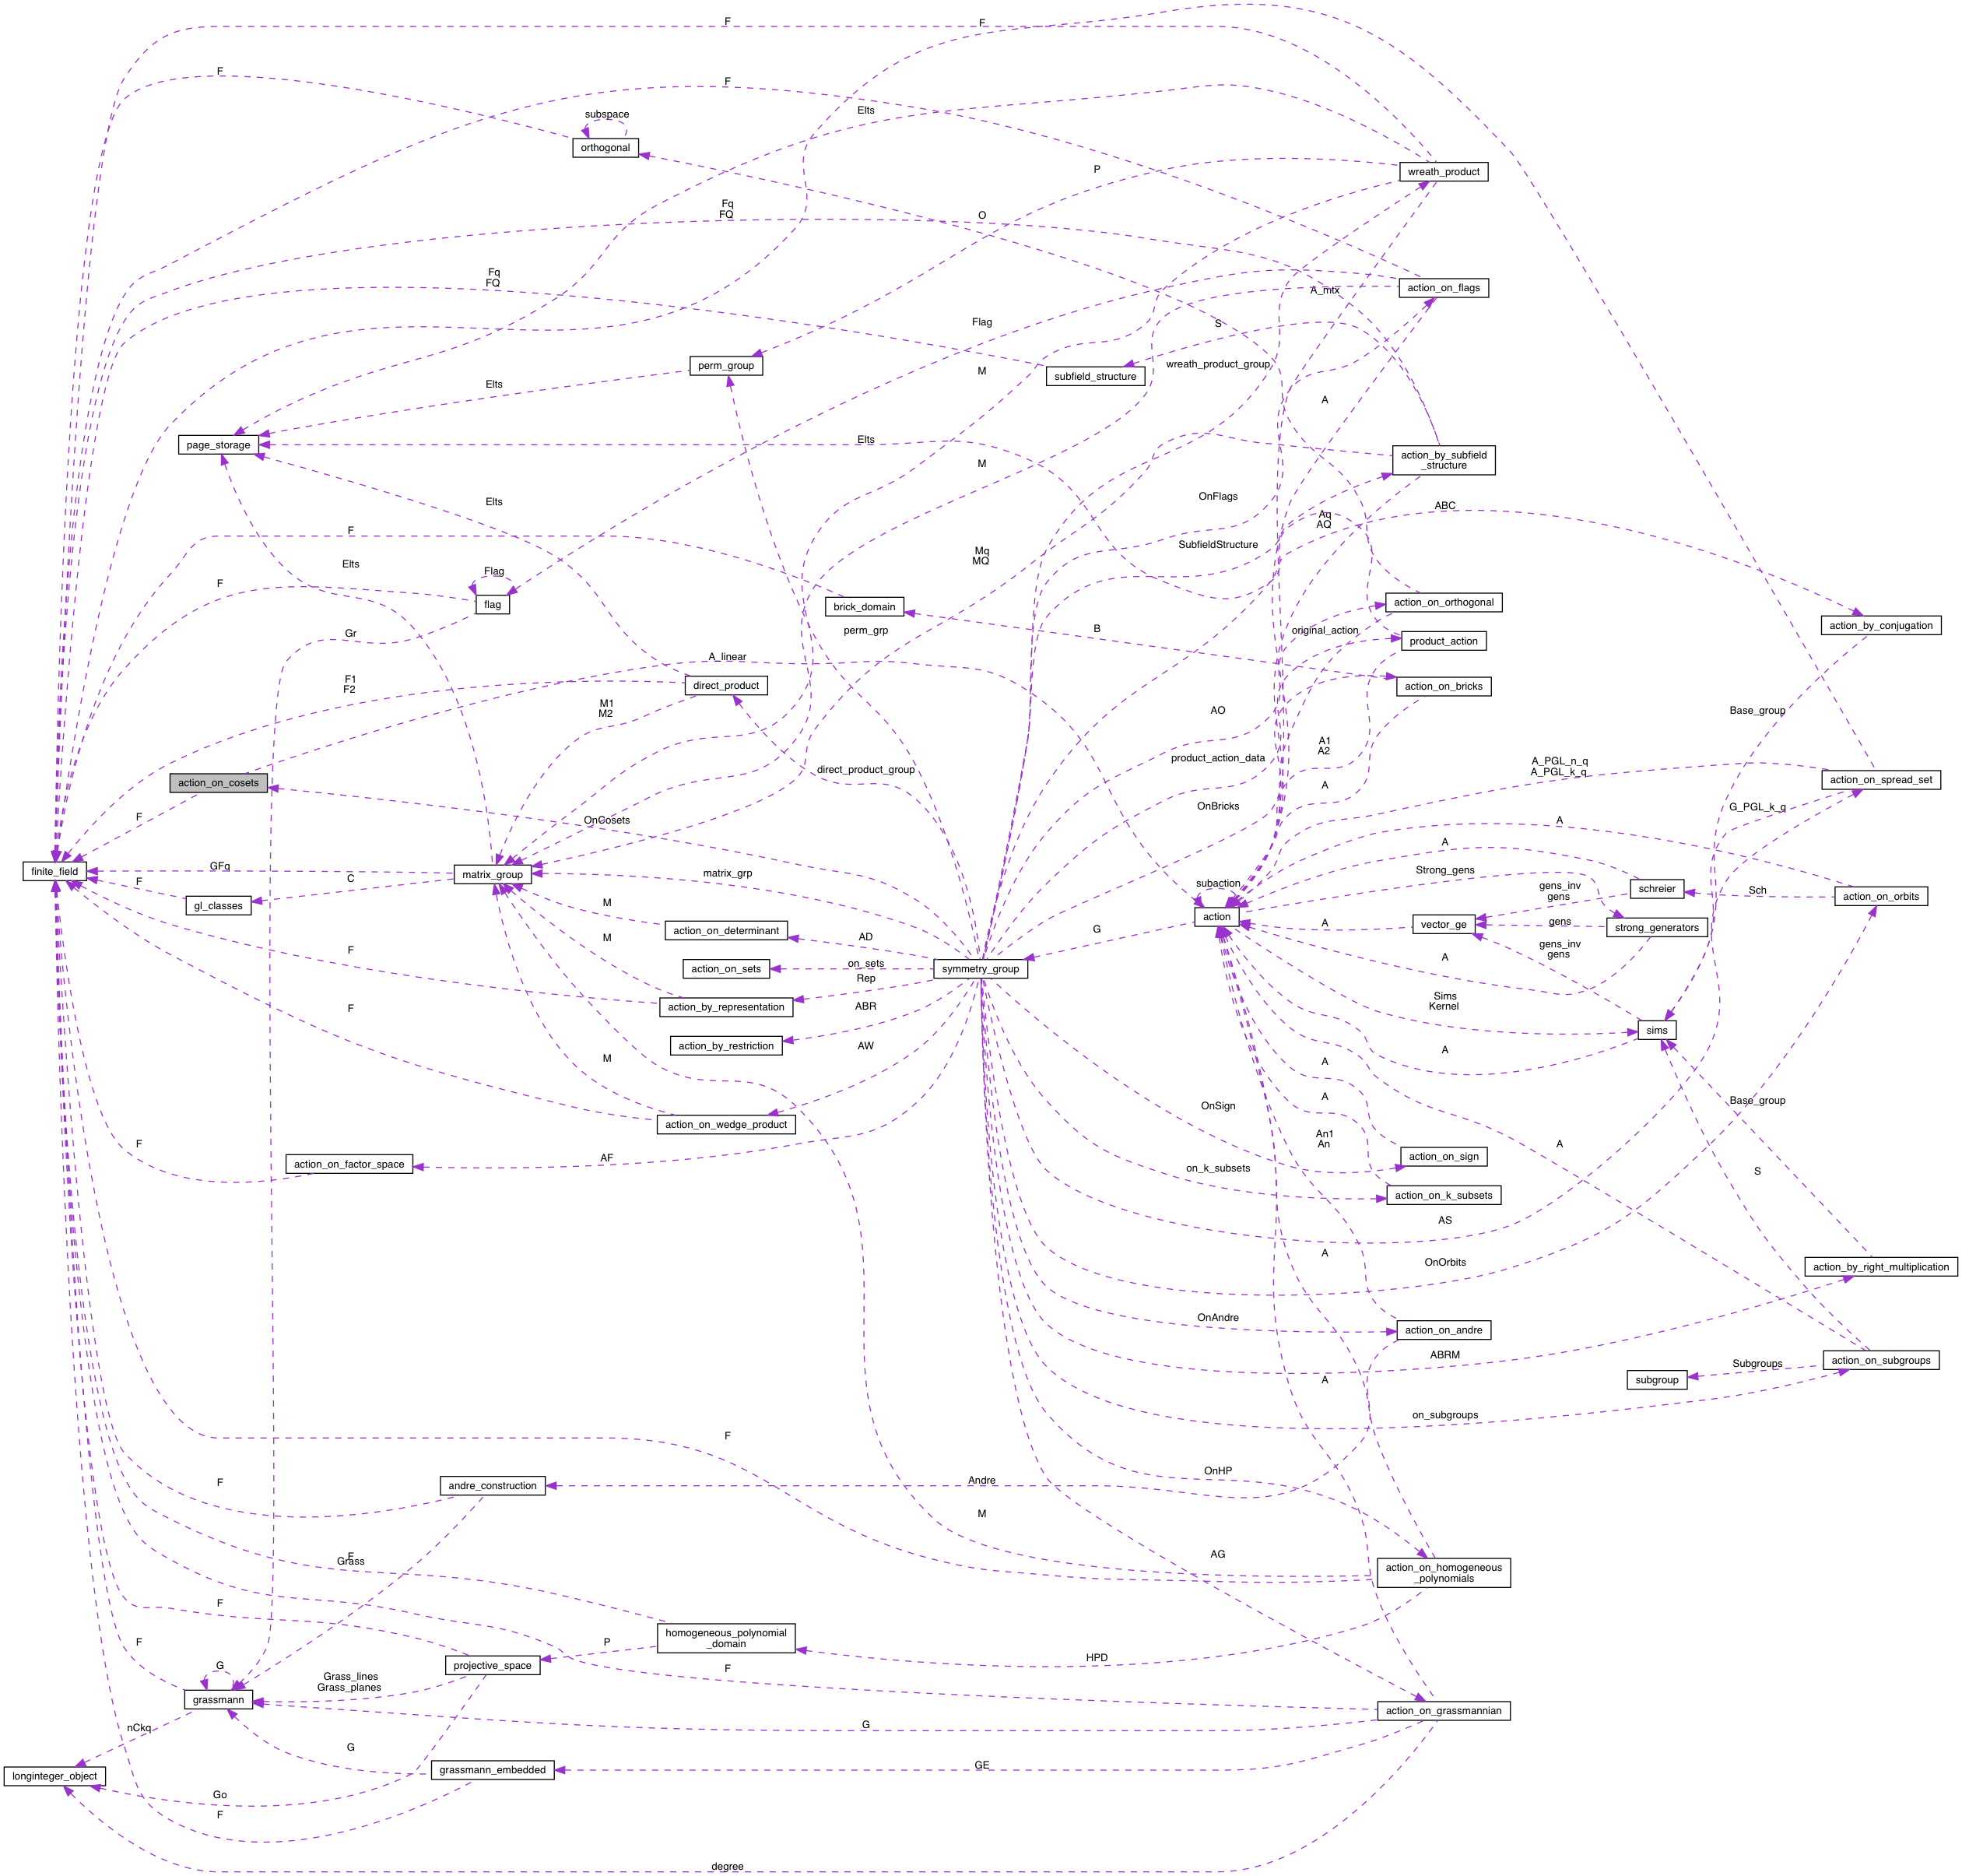 F
F
F
F
subspace
Elts
orthogonal
P
wreath_product
Fq
FQ
O
Fq
FQ
action_on_flags
A_mtx
Flag
S
perm_group
wreath_product_group
subfield_structure
M
Elts
A
page_storage
Elts
action_by_subfield
_structure
M
Elts
OnFlags
ABC
Aq
AQ
F
SubfieldStructure
Mq
MQ
Elts
Flag
F
flag
brick_domain
action_on_orthogonal
B
action_by_conjugation
Gr
perm_grp
original_action
product_action
A_linear
F1
F2
direct_product
action_on_bricks
M1
M2
AO
Base_group
A1
A2
product_action_data
direct_product_group
A_PGL_n_q
A_PGL_k_q
action_on_cosets
A
action_on_spread_set
OnBricks
G_PGL_k_q
F
OnCosets
A
A
finite_field
GFq
matrix_group
matrix_grp
Strong_gens
F
C
subaction
gens_inv
gens
schreier
Sch
action_on_orbits
gl_classes
M
action
A
vector_ge
gens
strong_generators
action_on_determinant
G
M
AD
gens_inv
gens
F
action_on_sets
on_sets
symmetry_group
A
Rep
Sims
Kernel
F
action_by_representation
ABR
sims
action_by_restriction
AW
A
M
A
A
OnSign
Base_group
action_on_wedge_product
An1
An
F
AF
A
action_on_sign
action_on_factor_space
on_k_subsets
S
action_on_k_subsets
AS
A
OnOrbits
action_by_right_multiplication
OnAndre
action_on_andre
ABRM
action_on_subgroups
Subgroups
A
subgroup
on_subgroups
F
OnHP
F
andre_construction
Andre
M
F
Grass
AG
action_on_homogeneous
_polynomials
F
homogeneous_polynomial
_domain
F
G
P
HPD
projective_space
F
Grass_lines
Grass_planes
grassmann
action_on_grassmannian
nCkq
G
G
longinteger_object
grassmann_embedded
GE
Go
F
degree